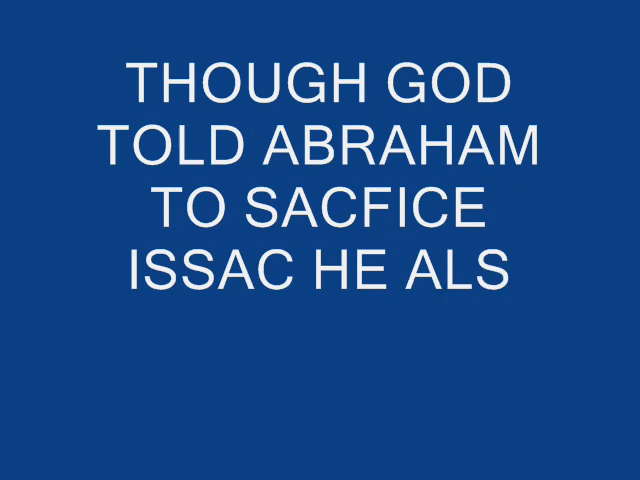 THOUGH GOD
TOLD ABRAHAM
TO SACFICE
ISSAC HE ALS